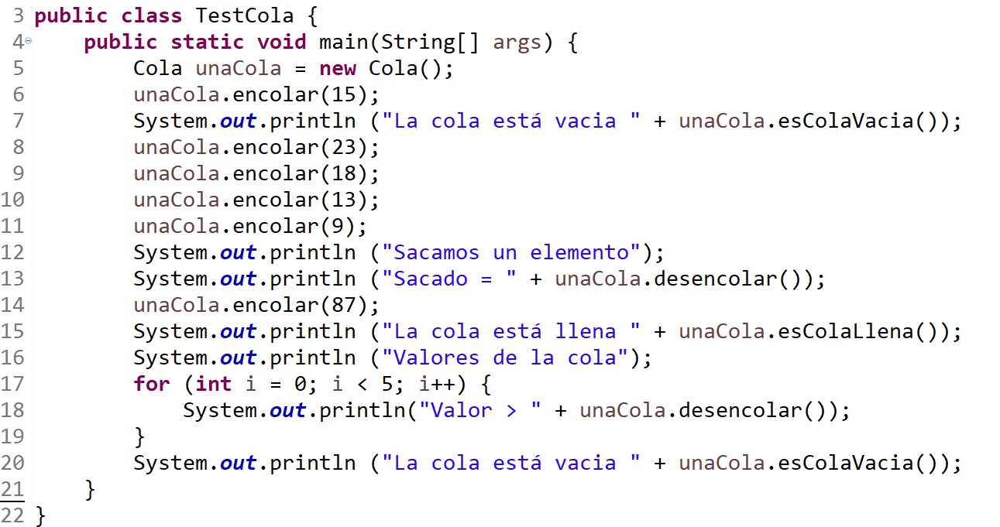 3 public class TestCola {
4 public static void main(String[] args) {
5 Cola unaCola = new Cola();
6 unaCola.encolar(15);
7 System.out.println ("La cola está vacia " + unaCola.esColaVacia());
8 unaCola.encolar(23);
9 unaCola.encolar(18);
10 unaCola.encolar(13);
11 unaCola.encolar(9);
12 System.out.println ("Sacamos un elemento");
13 System.out.println ("Sacado = " + unaCola.desencolar());
14 unaCola.encolar(87);
15 System.out.println ("La cola está llena " + unaCola.esColaLlena());
16 System.out.println ("Valores de la cola");
17 for (int i = 0; i < 5; i++) {
18 System.out.println("Valor > " + unaCola.desencolar());
19 }
20 System.out.println ("La cola está vacia " + unaCola.esColaVacia());
21 }
22 }